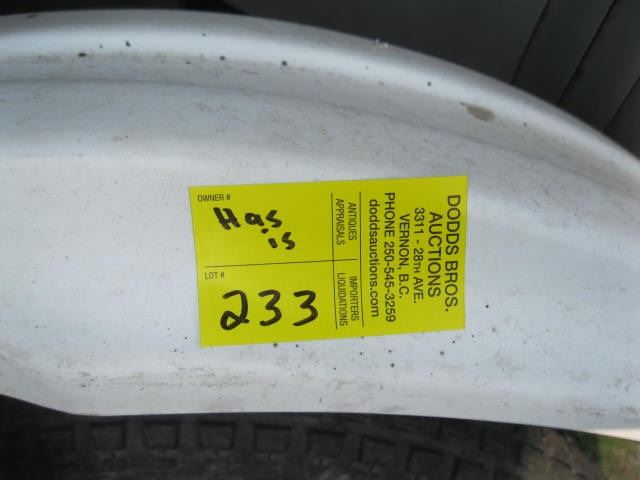 OWNER #
Has
is
LOT #
233
ANTIQUES
APPRAISALS
IMPORTERS
LIQUIDATIONS
DODDS BROS.
AUCTIONS
3311 - 28TH AVE.
VERNON, B.C.
PHONE 250-545-3259
doddsauctions.com